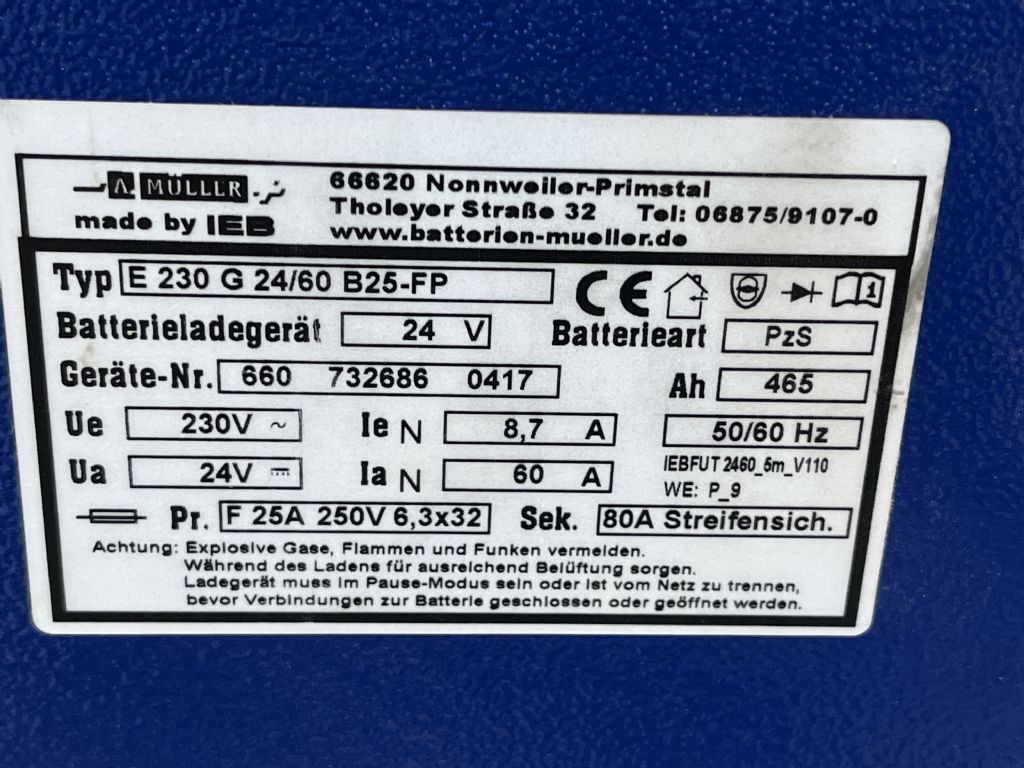 A. MÜLLER
made by IEB
66620 Nonnweiler-Primstal
Tholeyer Straße 32 Tel: 06875/9107-0
www.batterien-mueller.de
Typ E 230 G 24/60 B25-FP CE 1
Batterieladegerät 24 V Batterieart PzS
Geräte-Nr. 660 732686 0417 Ah 465
Ue 230V ~ Ie N 8,7 A 50/60 Hz
Ua 24V Ia N 60 A IEBFUT 2460_5m_V110
WE: P_9
Pr. F 25A 250V 6,3x32 Sek. 80A Streifensich.
Achtung: Explosive Gase, Flammen und Funken vermeiden.
Während des Ladens für ausreichend Belüftung sorgen.
Ladegerät muss im Pause-Modus sein oder ist vom Netz zu trennen,
bevor Verbindungen zur Batterie geschlossen oder geöffnet werden.